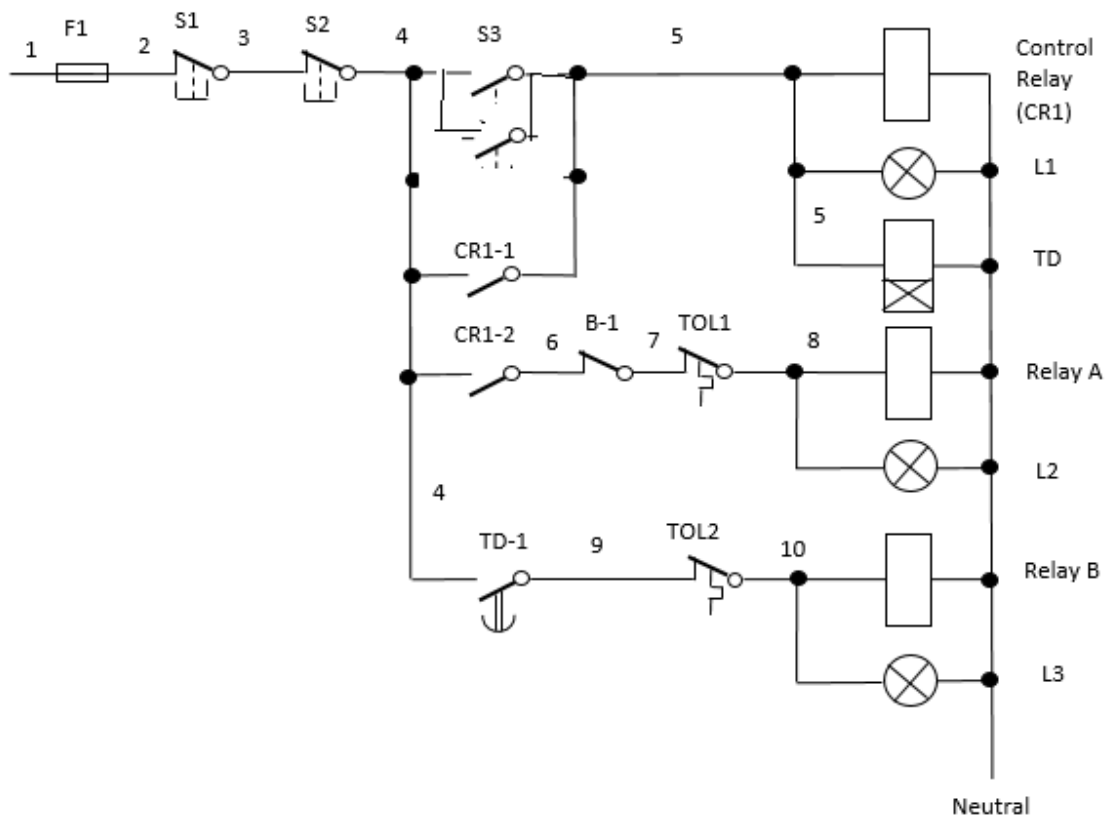 F1
S1
S2
S3
1
2
3
4
5
Control
Relay
(CR1)
L1
5
TD
CR1-1
CR1-2
6
B-1
7
TOL1
8
Relay A
L2
4
TD-1
9
TOL2
10
Relay B
L3
Neutral